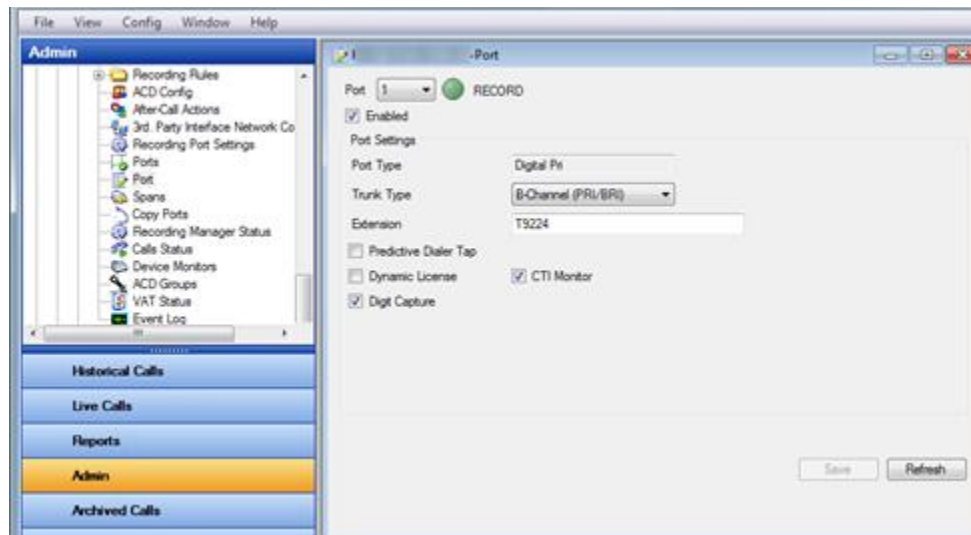 File View Config Window Help
Admin
-Port
Recording Rules
ACD Config
After-Call Actions
3rd. Party Interface Network Co
Recording Port Settings
Ports
Port
Spans
Copy Ports
Recording Manager Status
Calls Status
Device Monitors
ACD Groups
VAT Status
Event Log
Historical Calls
Live Calls
Reports
Admin
Archived Calls
Port 1 RECORD
Enabled
Port Settings
Port Type Digital Pri
Trunk Type B-Channel (PRI/BRI)
Extension T9224
Predictive Dialer Tap
Dynamic License CTI Monitor
Digit Capture
Save Refresh